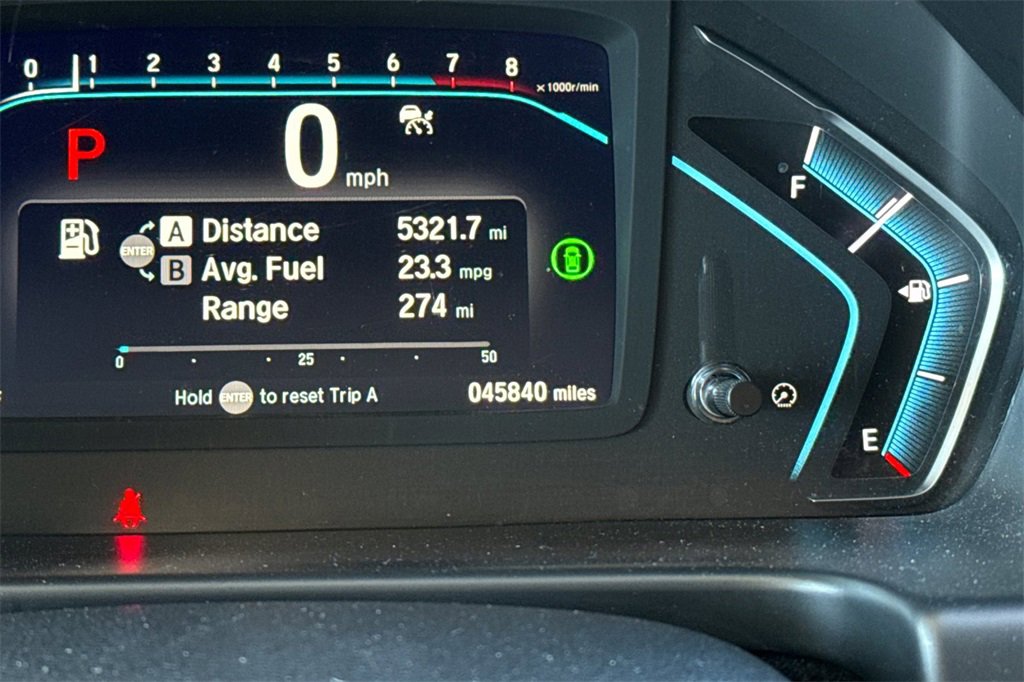 0 1 2 3 4 5 6 7 8
×1000r/min
P 0 mph
F
A Distance 5321.7 mi
ENTER
B Avg. Fuel 23.3 mpg
Range 274 mi
0 25 50
Hold ENTER to reset Trip A 045840 miles
E